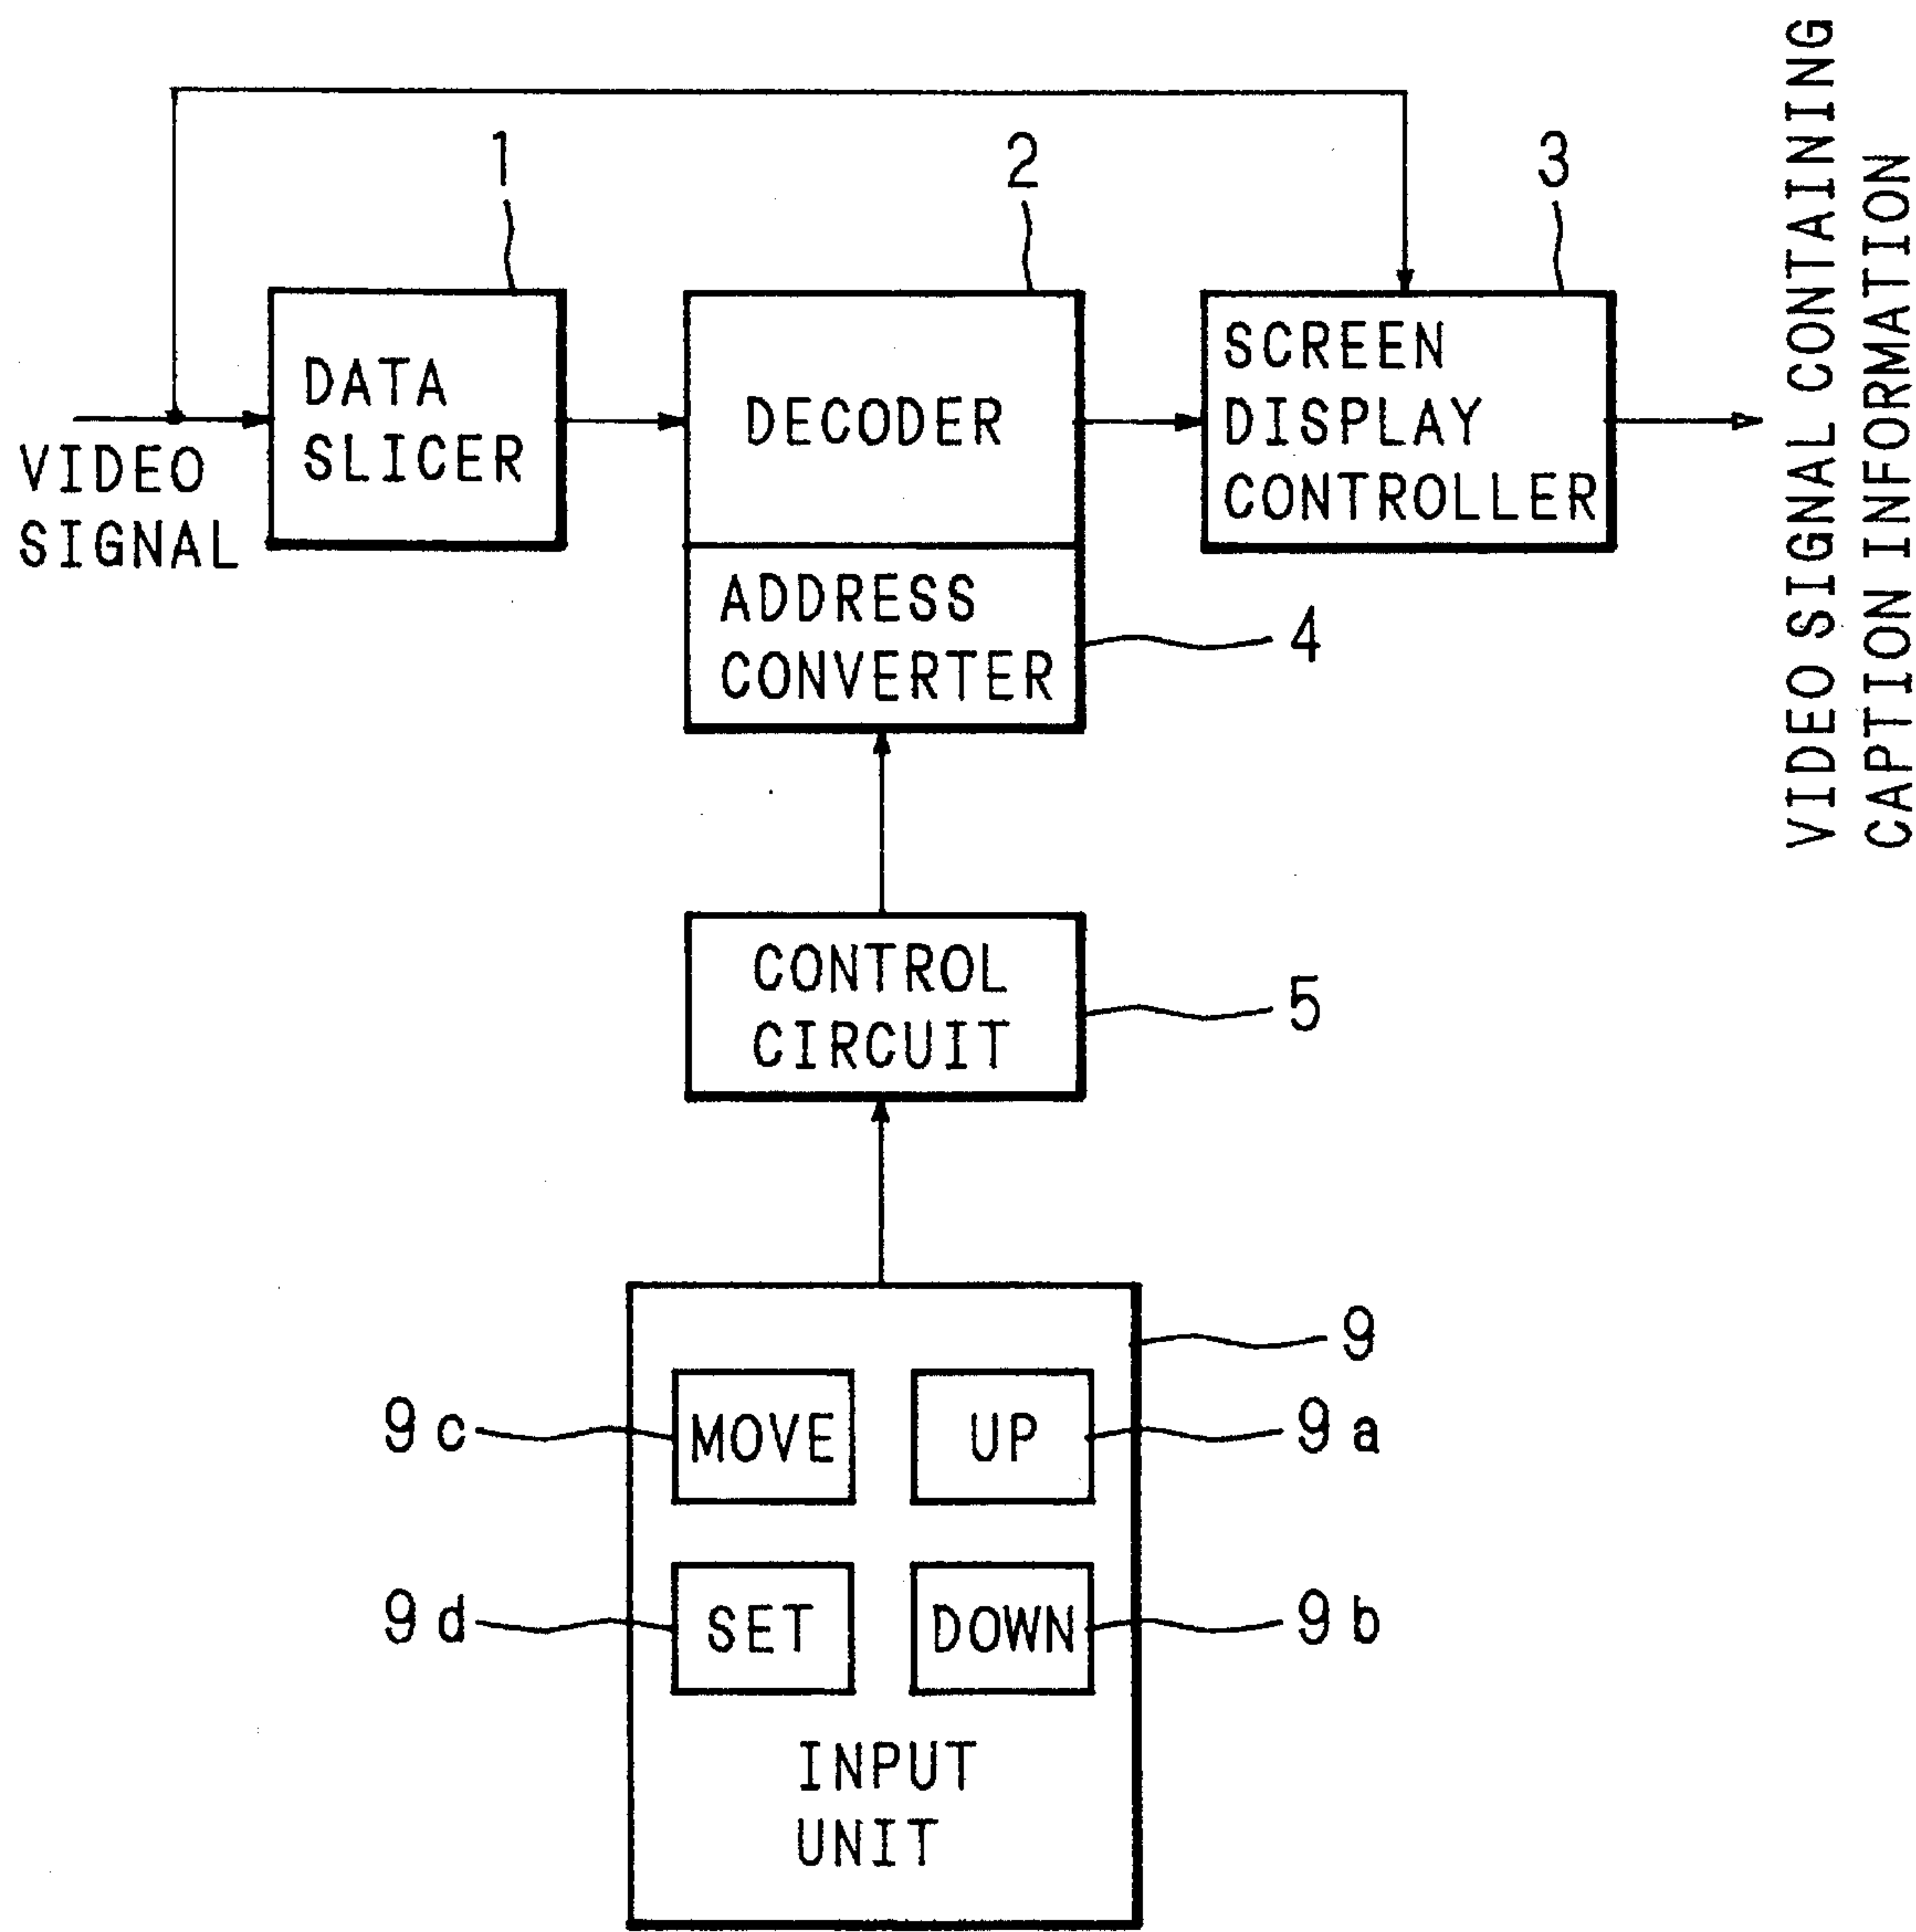 1
2
3
VIDEO
SIGNAL
DATA
SLICER
DECODER
SCREEN
DISPLAY
CONTROLLER
VIDEO SIGNAL CONTAINING
CAPTION INFORMATION
ADDRESS
CONVERTER
4
CONTROL
CIRCUIT
5
9
9c
MOVE
UP
9a
9d
SET
DOWN
9b
INPUT
UNIT